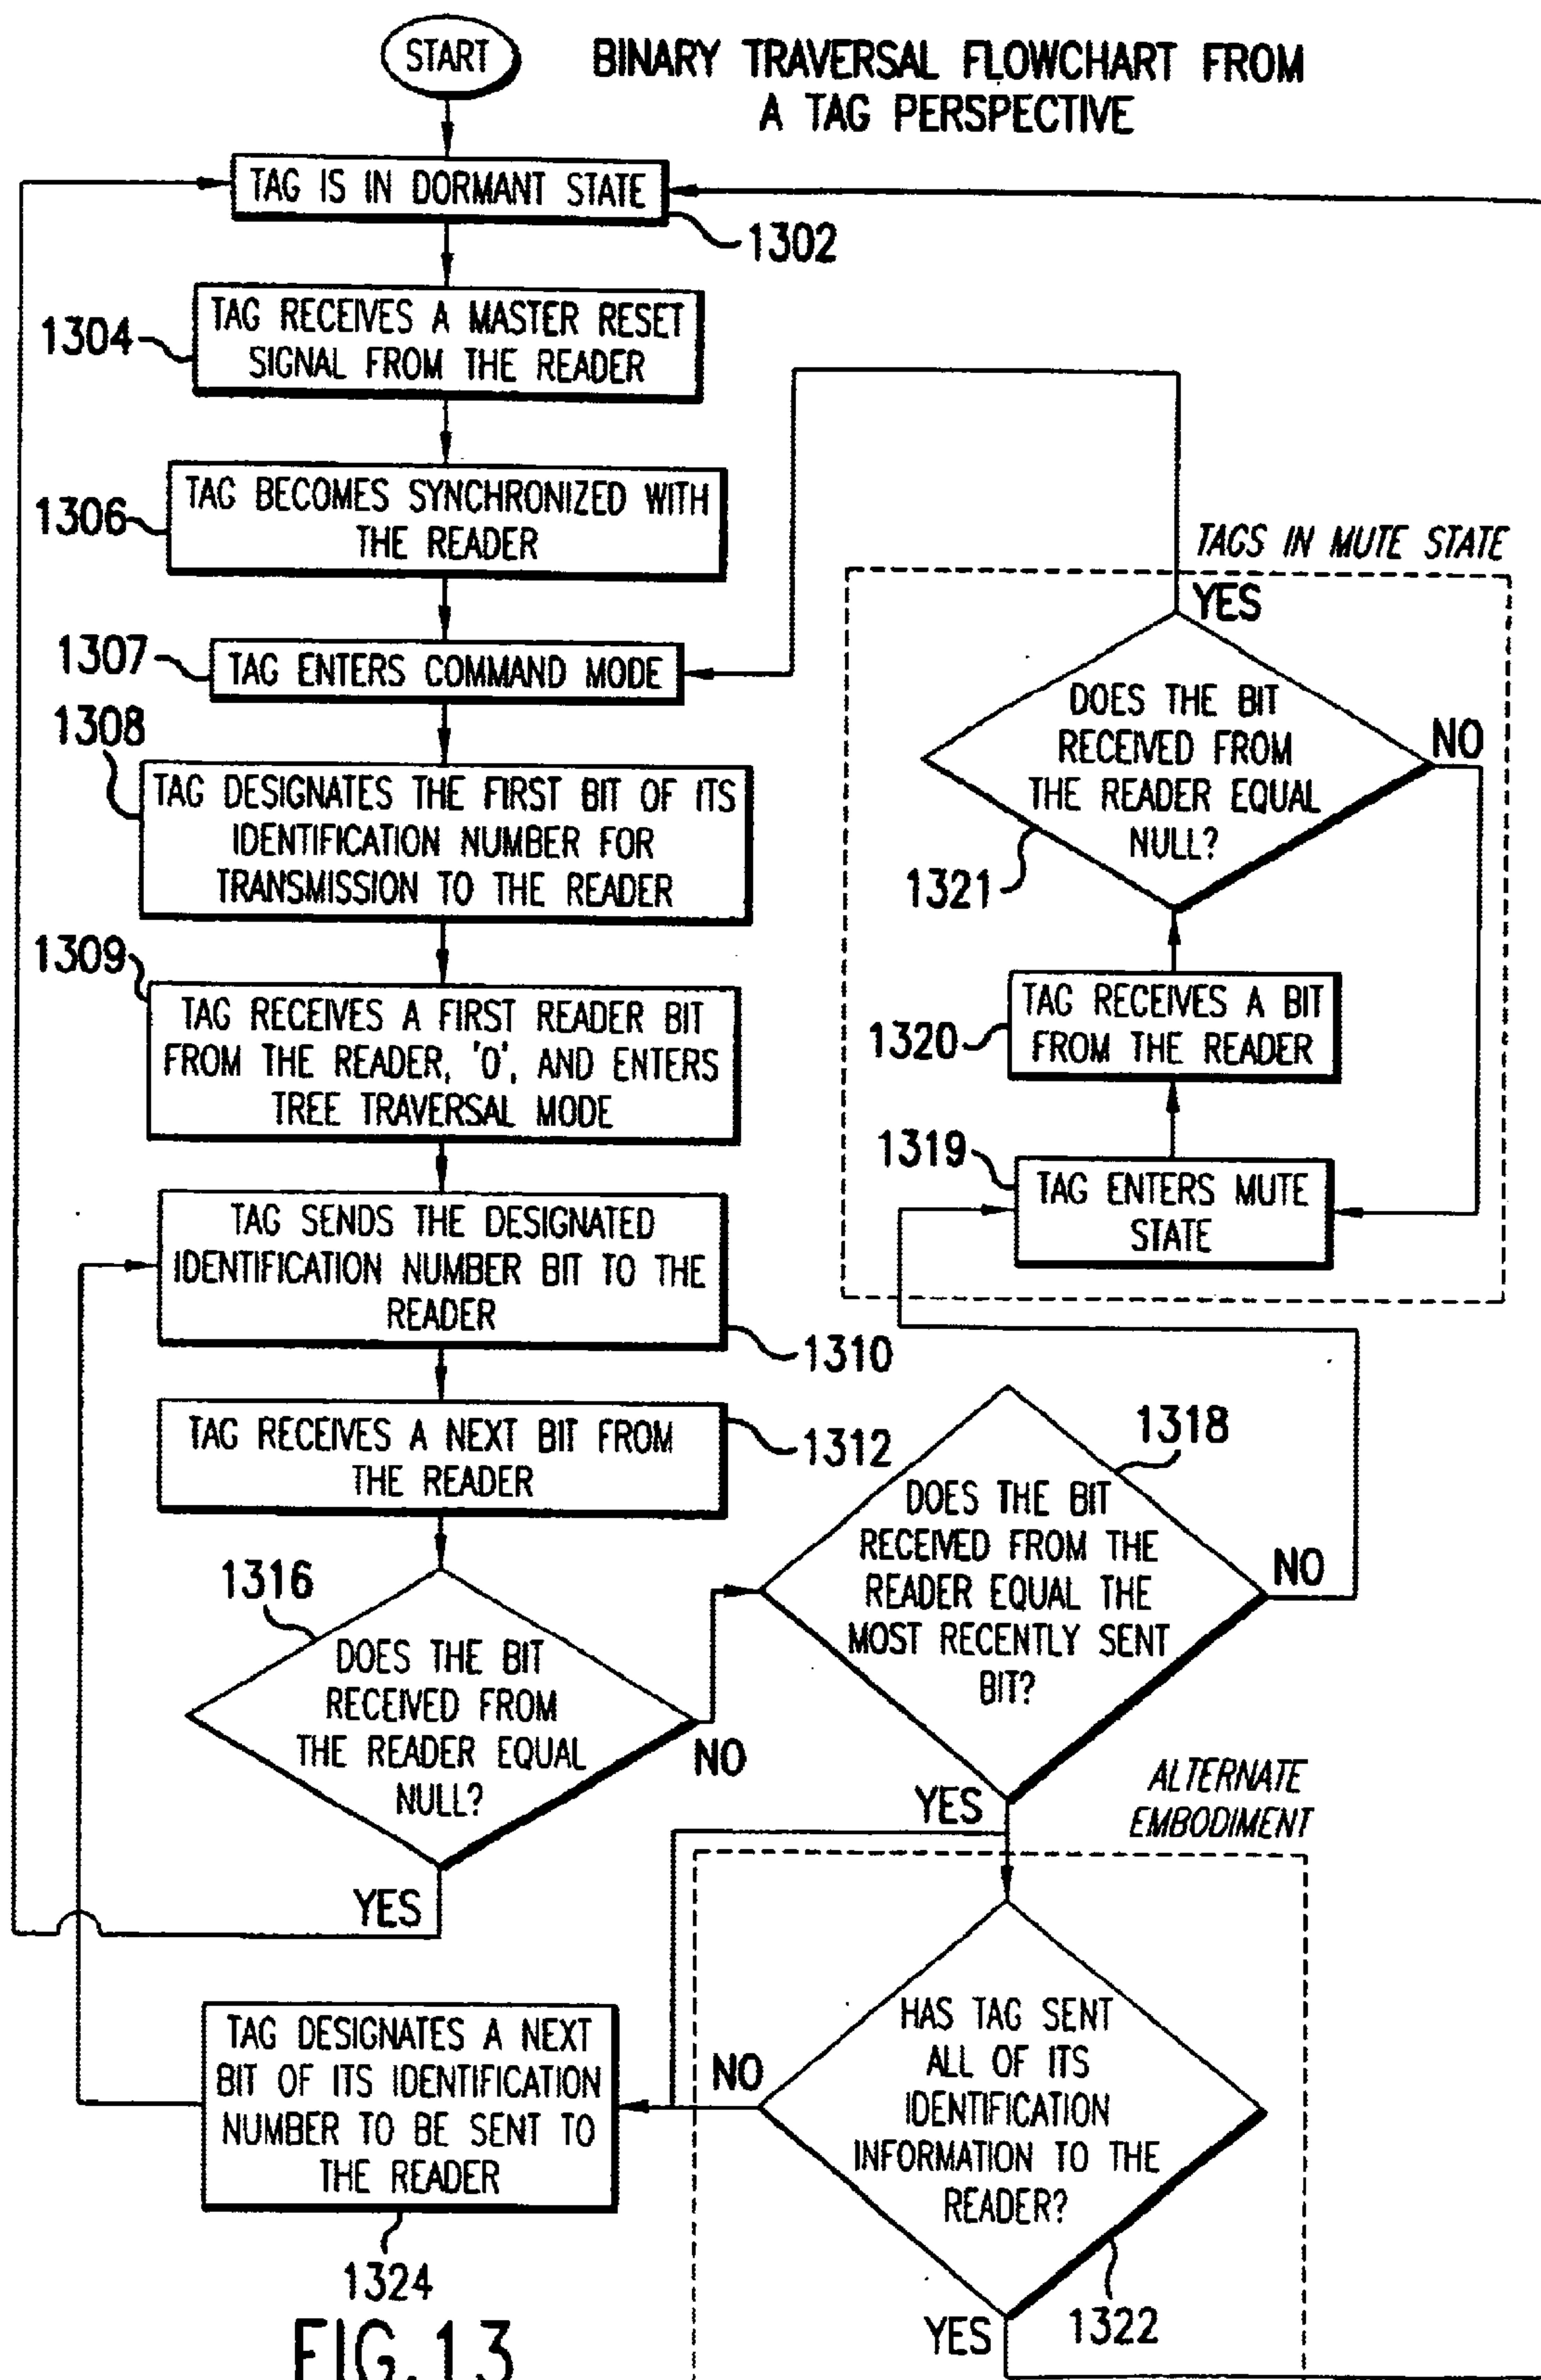 START
BINARY TRAVERSAL FLOWCHART FROM
A TAG PERSPECTIVE
TAG IS IN DORMANT STATE
1302
1304
TAG RECEIVES A MASTER RESET
SIGNAL FROM THE READER
1306
TAG BECOMES SYNCHRONIZED WITH
THE READER
1307
TAG ENTERS COMMAND MODE
1308
TAG DESIGNATES THE FIRST BIT OF ITS
IDENTIFICATION NUMBER FOR
TRANSMISSION TO THE READER
1309
TAG RECEIVES A FIRST READER BIT
FROM THE READER, '0', AND ENTERS
TREE TRAVERSAL MODE
TAG SENDS THE DESIGNATED
IDENTIFICATION NUMBER BIT TO THE
READER
1310
TAG RECEIVES A NEXT BIT FROM
THE READER
1312
1316
DOES THE BIT
RECEIVED FROM
THE READER EQUAL
NULL?
NO
YES
TAGS IN MUTE STATE
YES
DOES THE BIT
RECEIVED FROM
THE READER EQUAL
NULL?
NO
1321
TAG RECEIVES A BIT
FROM THE READER
1320
1319
TAG ENTERS MUTE
STATE
1318
DOES THE BIT
RECEIVED FROM THE
READER EQUAL THE
MOST RECENTLY SENT
BIT?
NO
YES
ALTERNATE
EMBODIMENT
HAS TAG SENT
ALL OF ITS
IDENTIFICATION
INFORMATION TO THE
READER?
NO
YES
1322
TAG DESIGNATES A NEXT
BIT OF ITS IDENTIFICATION
NUMBER TO BE SENT TO
THE READER
1324
FIG.13